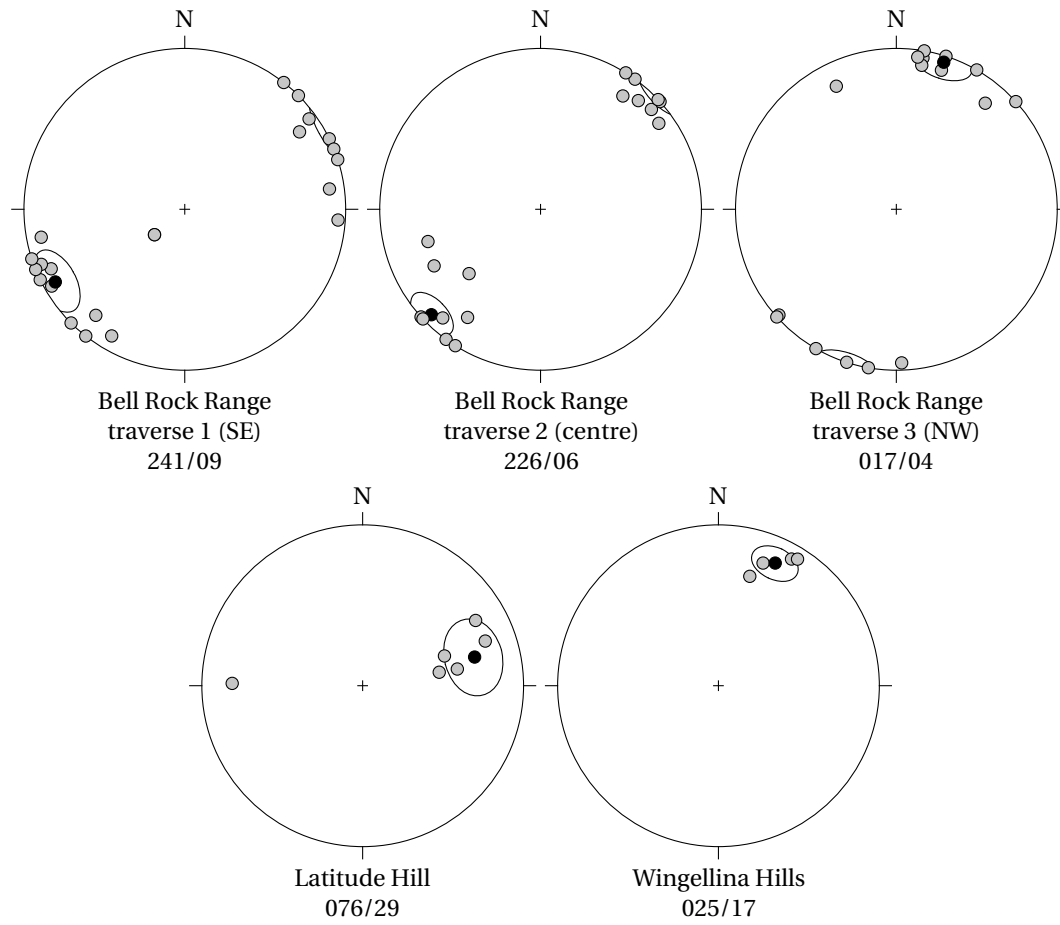 N
N
N
Bell Rock Range
traverse 1 (SE)
241/09
Bell Rock Range
traverse 2 (centre)
226/06
Bell Rock Range
traverse 3 (NW)
017/04
N
N
Latitude Hill
076/29
Wingellina Hills
025/17